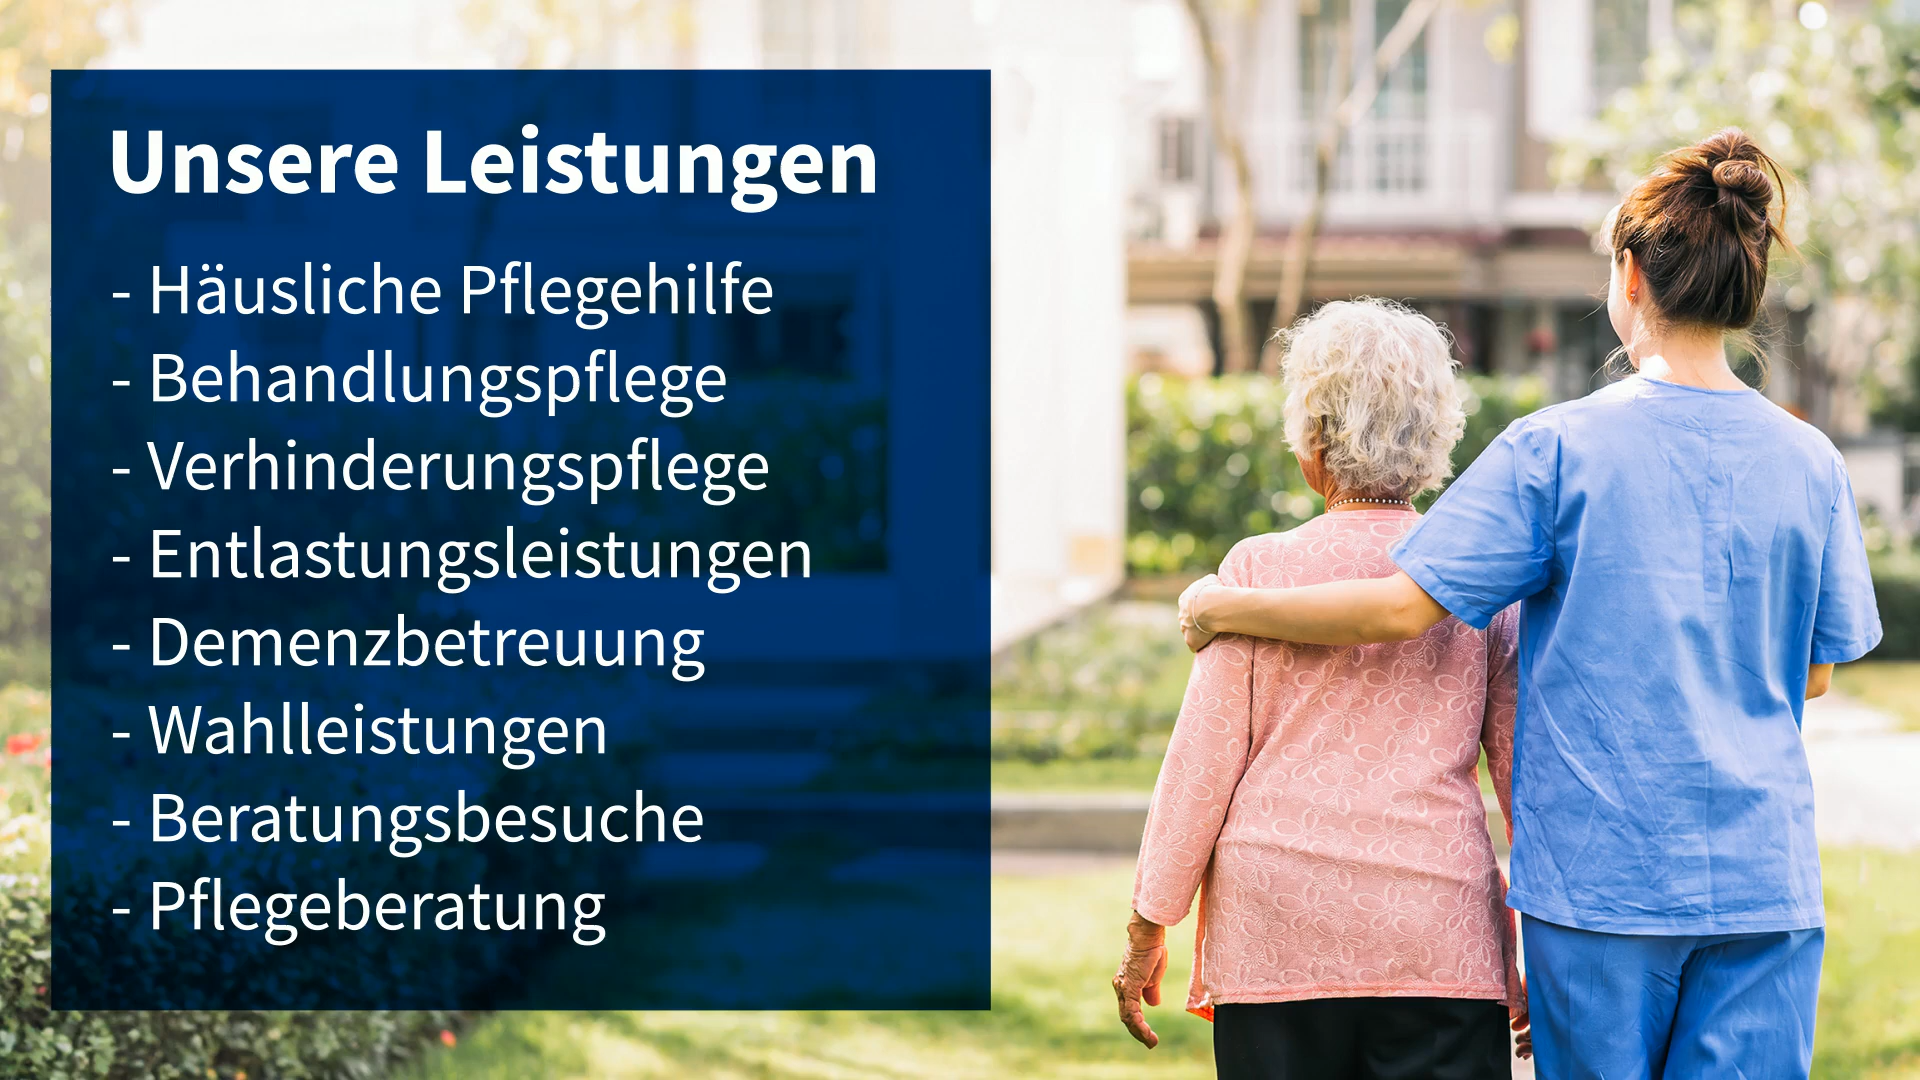 Unsere Leistungen
- Häusliche Pflegehilfe
- Behandlungspflege
- Verhinderungspflege
- Entlastungsleistungen
- Demenzbetreuung
- Wahlleistungen
- Beratungsbesuche
- Pflegeberatung